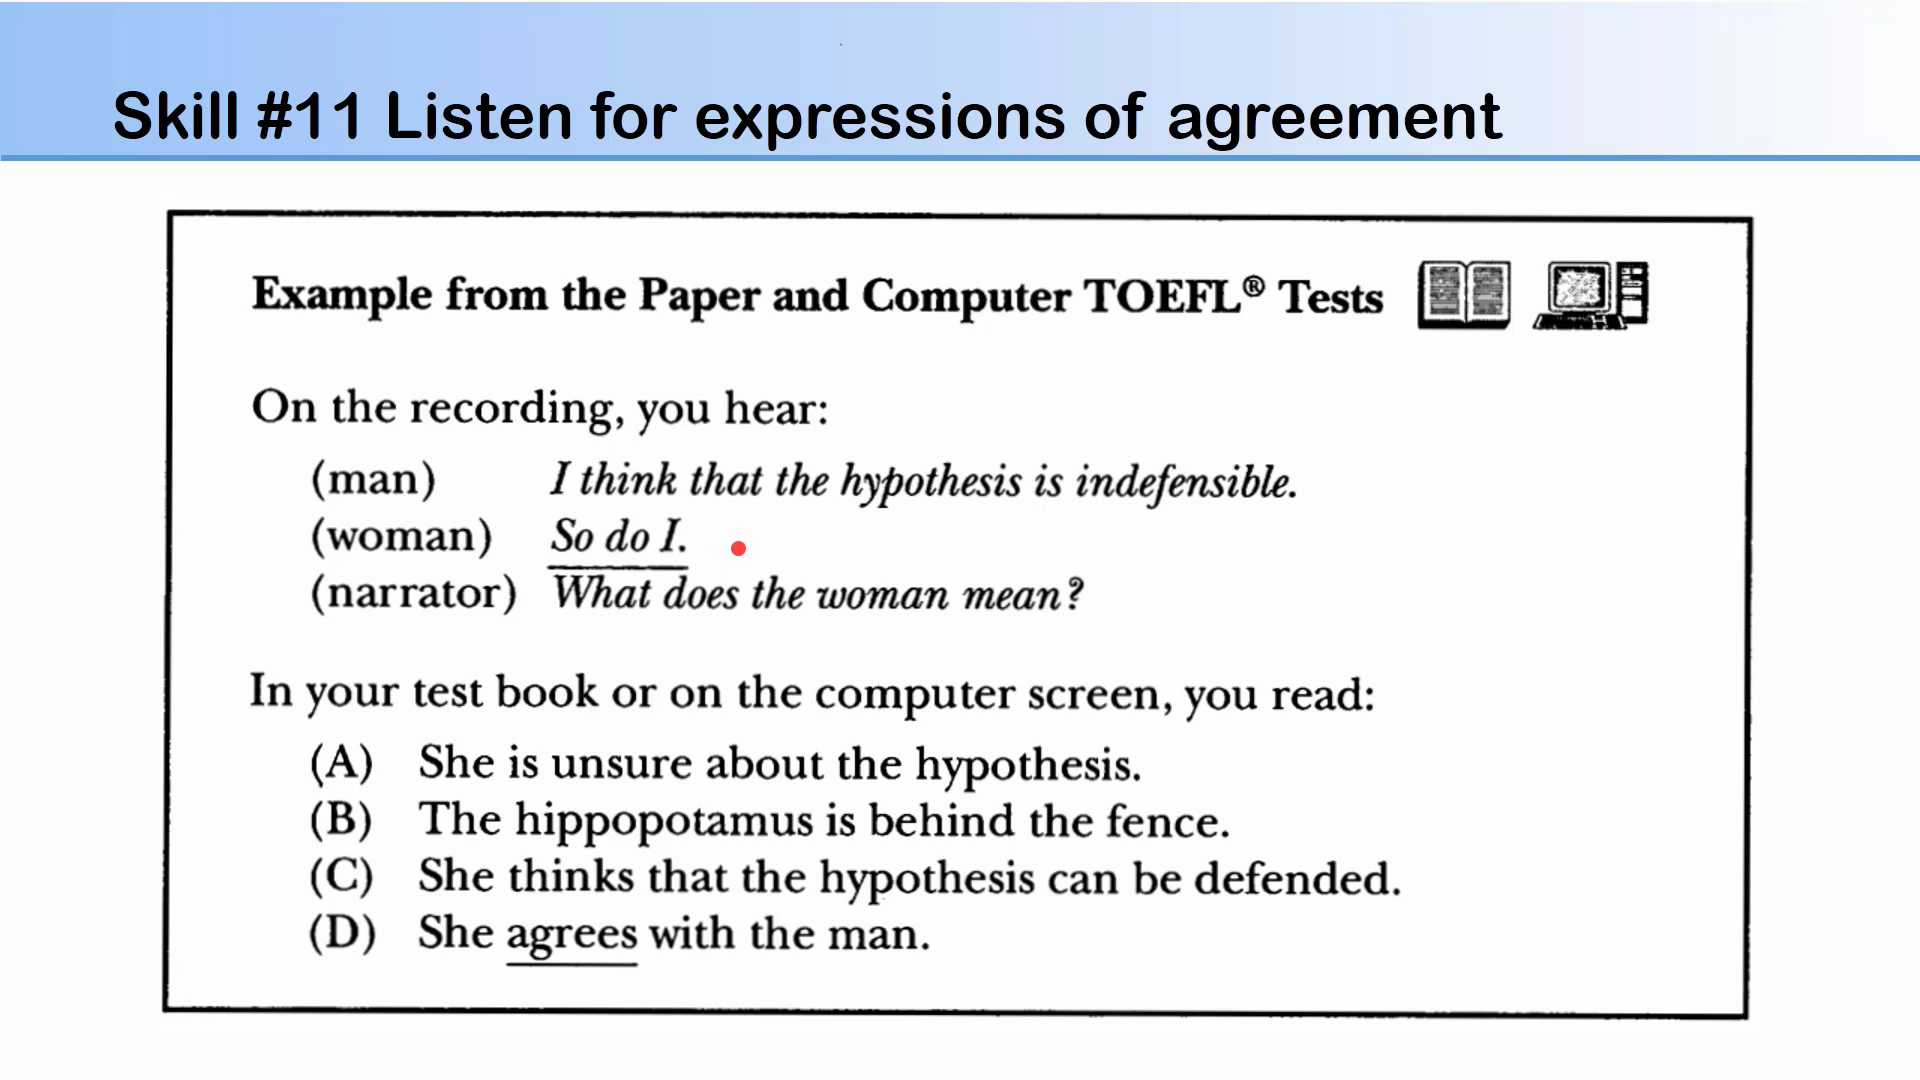 Skill #11 Listen for expressions of agreement
Example from the Paper and Computer TOEFL® Tests
On the recording, you hear:
(man) I think that the hypothesis is indefensible.
(woman) So do I.
(narrator) What does the woman mean?
In your test book or on the computer screen, you read:
(A) She is unsure about the hypothesis.
(B) The hippopotamus is behind the fence.
(C) She thinks that the hypothesis can be defended.
(D) She agrees with the man.